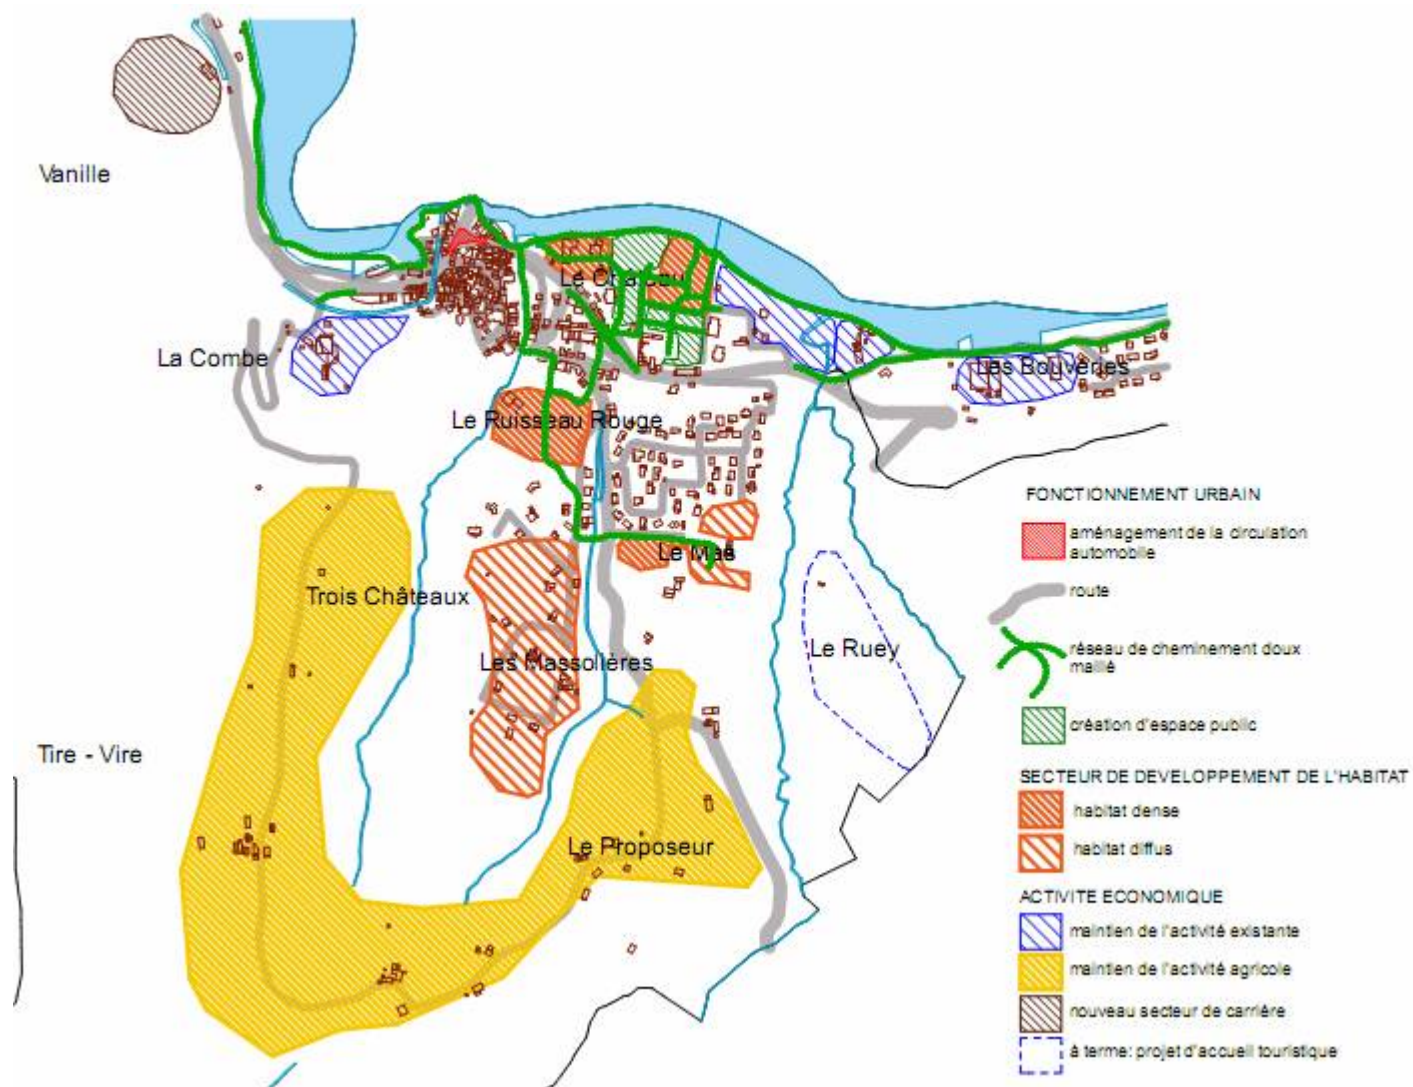 Vanille
Le Château
La Combe
Les Bouveries
Le Ruisseau Rouge
Le Mas
Trois Châteaux
Les Massolières
Le Ruey
Tire - Vire
Le Proposeur
FONCTIONNEMENT URBAIN
aménagement de la circulation
automobile
route
réseau de cheminement doux
maillé
création d'espace public
SECTEUR DE DEVELOPPEMENT DE L'HABITAT
habitat dense
habitat diffus
ACTIVITE ECONOMIQUE
maintien de l'activité existante
maintien de l'activité agricole
nouveau secteur de carrière
à terme: projet d'accueil touristique